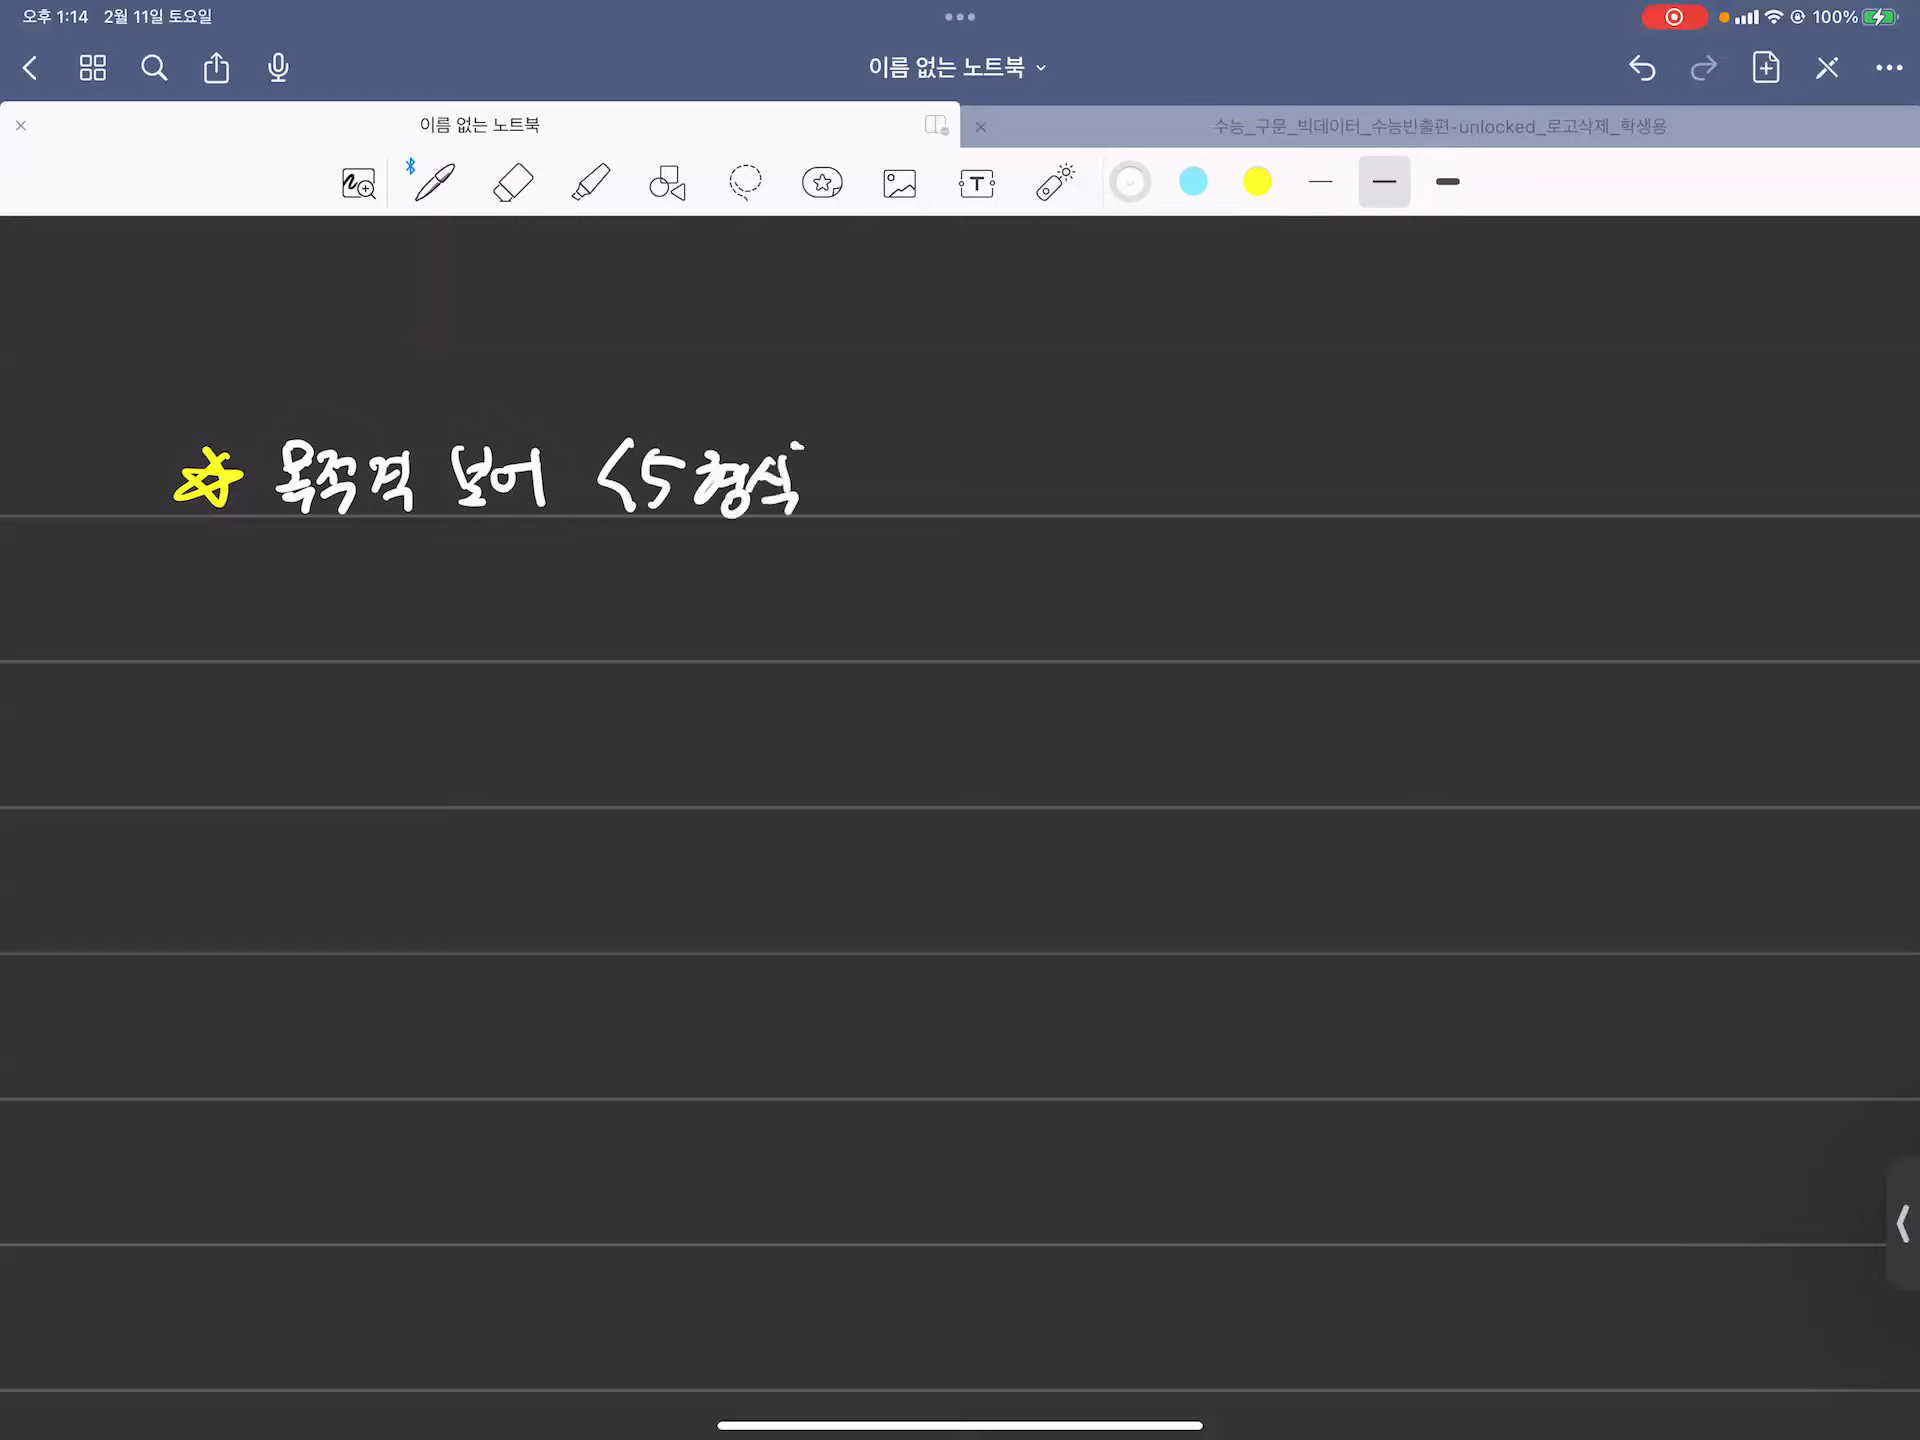 오후 1:14 2월 11일 토요일 100%
이름 없는 노트북
이름 없는 노트북 수능_구문_빅데이터_수능빈출편-unlocked_로고삭제_학생용
T
☆ 목적격 보어 <5형식